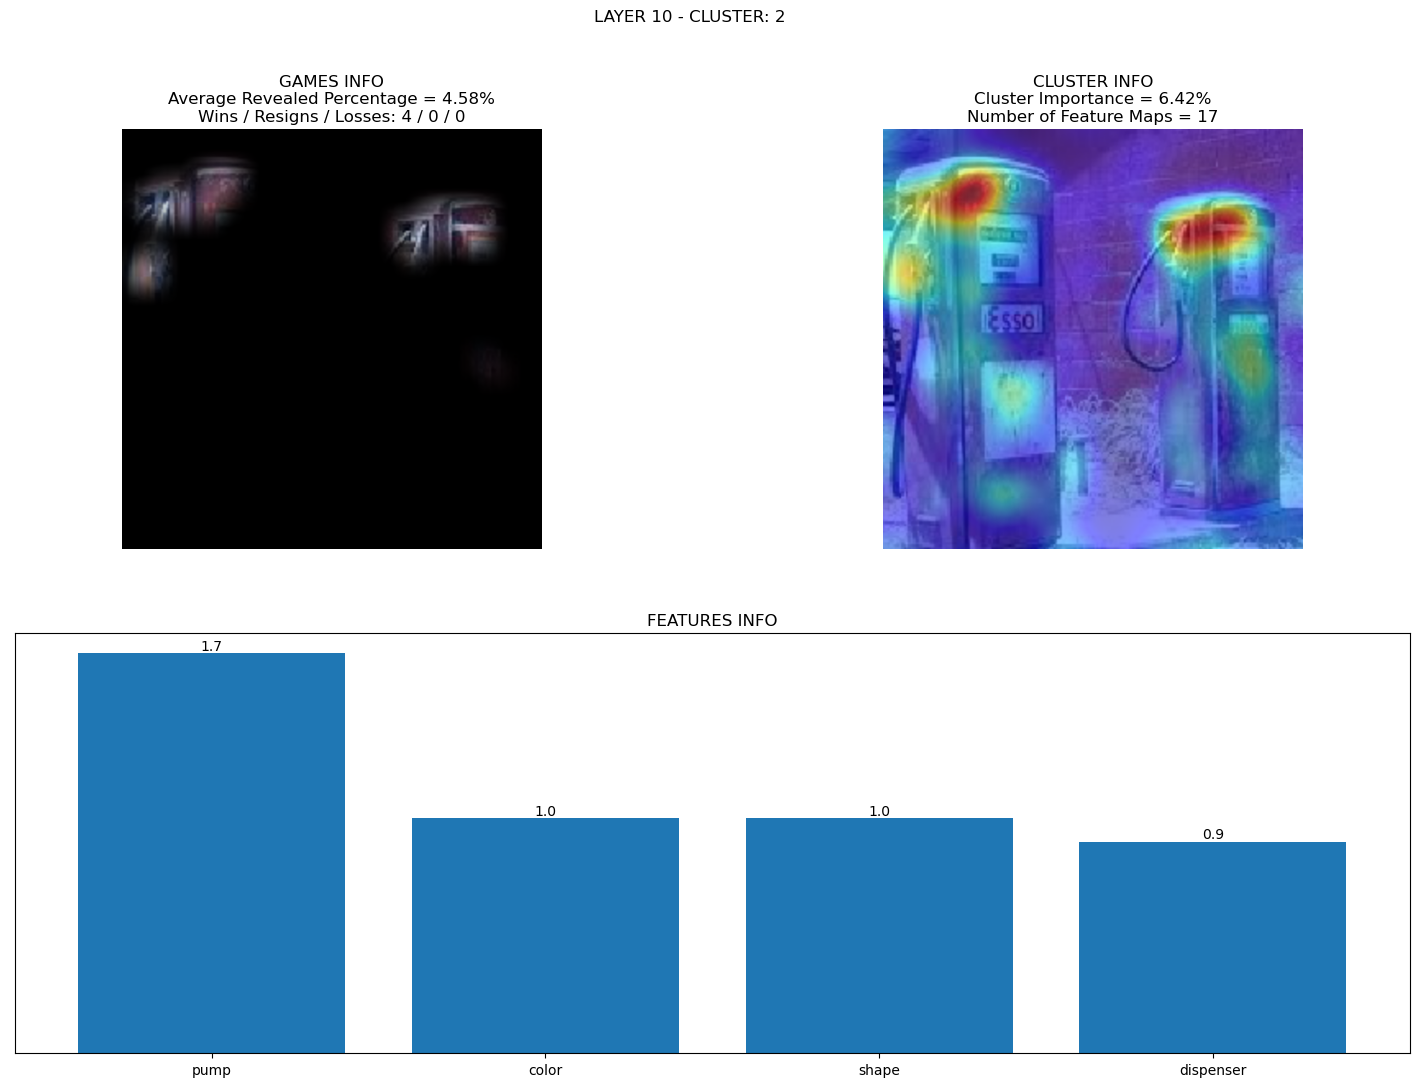 LAYER 10 - CLUSTER: 2
GAMES INFO
Average Revealed Percentage = 4.58%
Wins / Resigns / Losses: 4 / 0 / 0
CLUSTER INFO
Cluster Importance = 6.42%
Number of Feature Maps = 17
ESSO
FEATURES INFO
1.7
1.0
1.0
0.9
pump
color
shape
dispenser